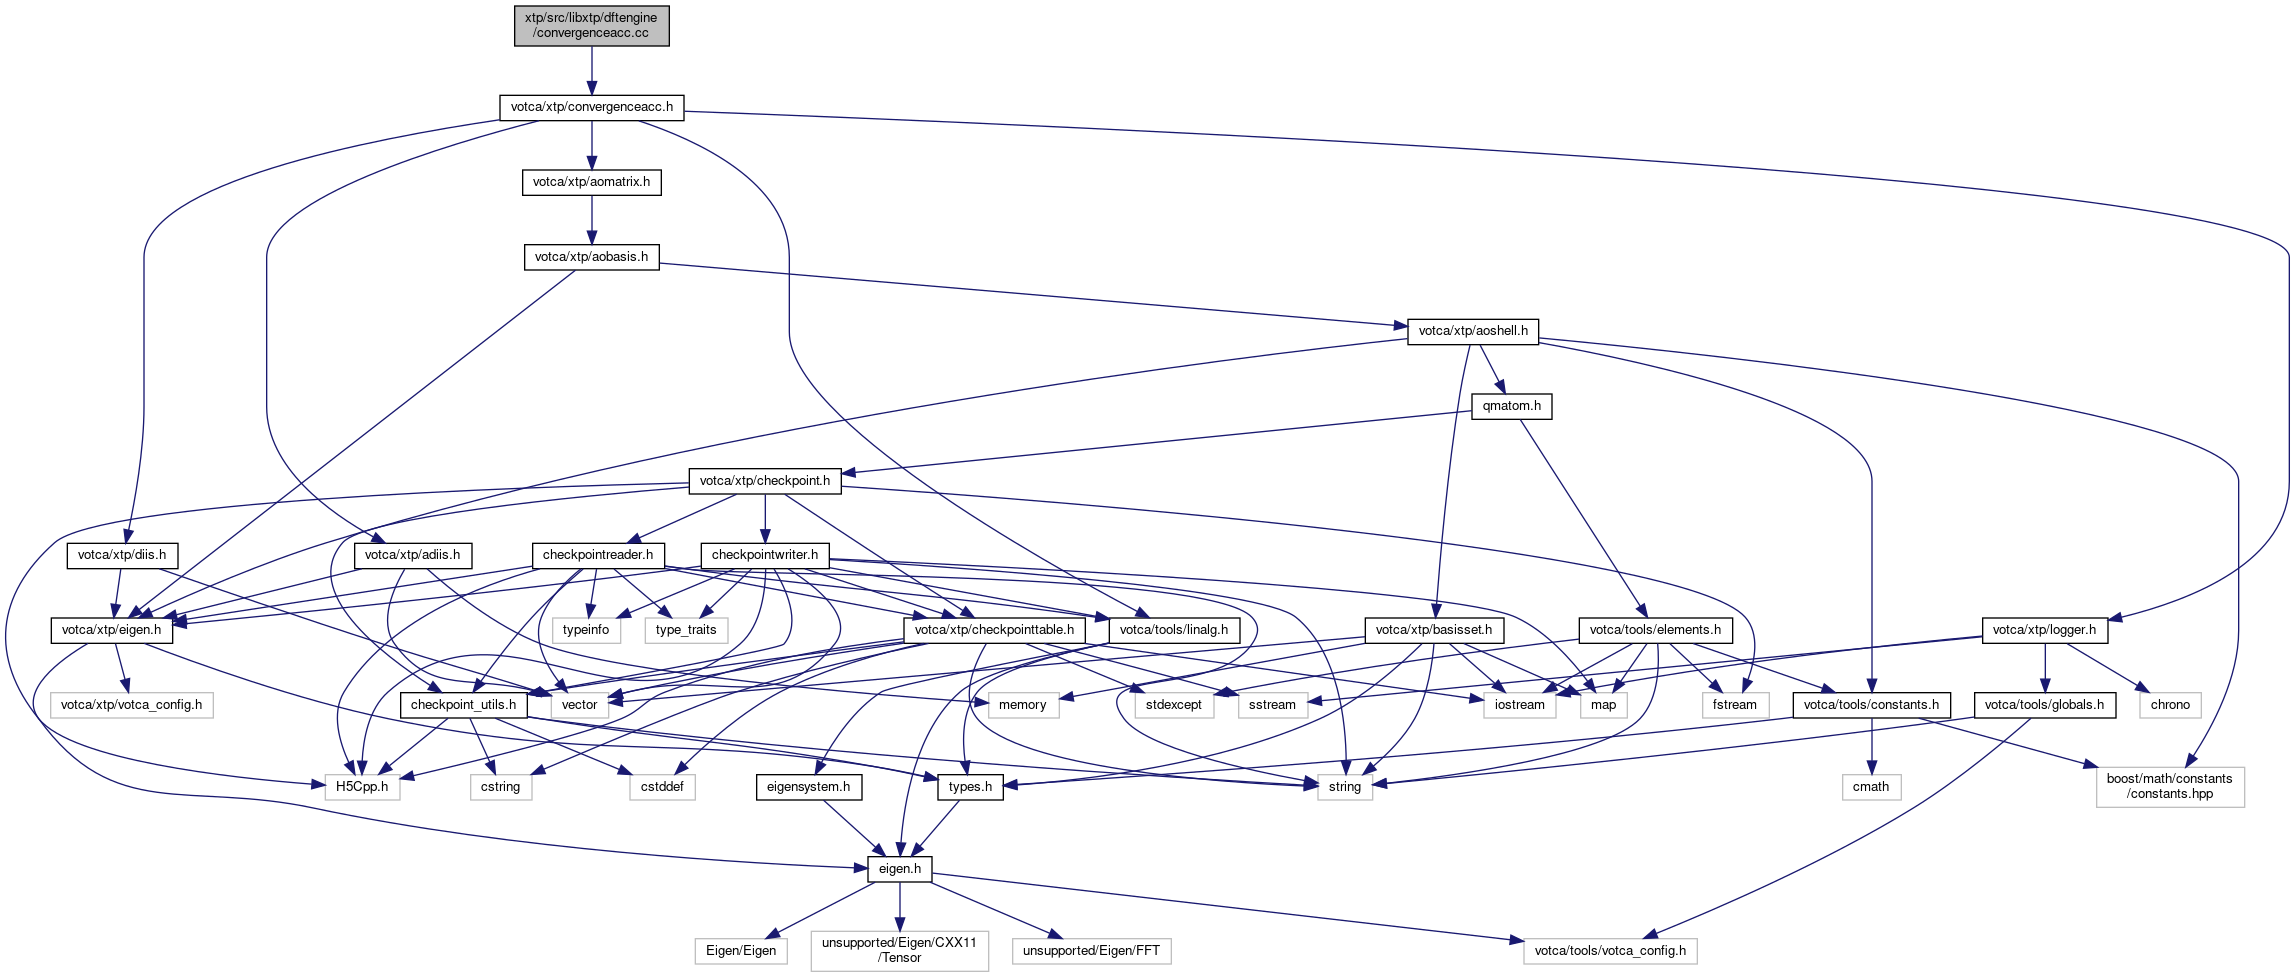 xtp/src/libxtp/dftengine
/convergenceacc.cc
votca/xtp/convergenceacc.h
votca/xtp/aomatrix.h
votca/xtp/aobasis.h
votca/xtp/aoshell.h
qmatom.h
votca/xtp/checkpoint.h
votca/xtp/diis.h
votca/xtp/adiis.h
checkpointreader.h
checkpointwriter.h
votca/xtp/eigen.h
typeinfo
type_traits
votca/xtp/checkpointtable.h
votca/tools/linalg.h
votca/xtp/basisset.h
votca/tools/elements.h
votca/xtp/logger.h
votca/xtp/votca_config.h
checkpoint_utils.h
vector
memory
stdexcept
sstream
iostream
map
fstream
votca/tools/constants.h
votca/tools/globals.h
chrono
H5Cpp.h
cstring
cstddef
eigensystem.h
types.h
string
cmath
boost/math/constants
/constants.hpp
eigen.h
Eigen/Eigen
unsupported/Eigen/CXX11
/Tensor
unsupported/Eigen/FFT
votca/tools/votca_config.h